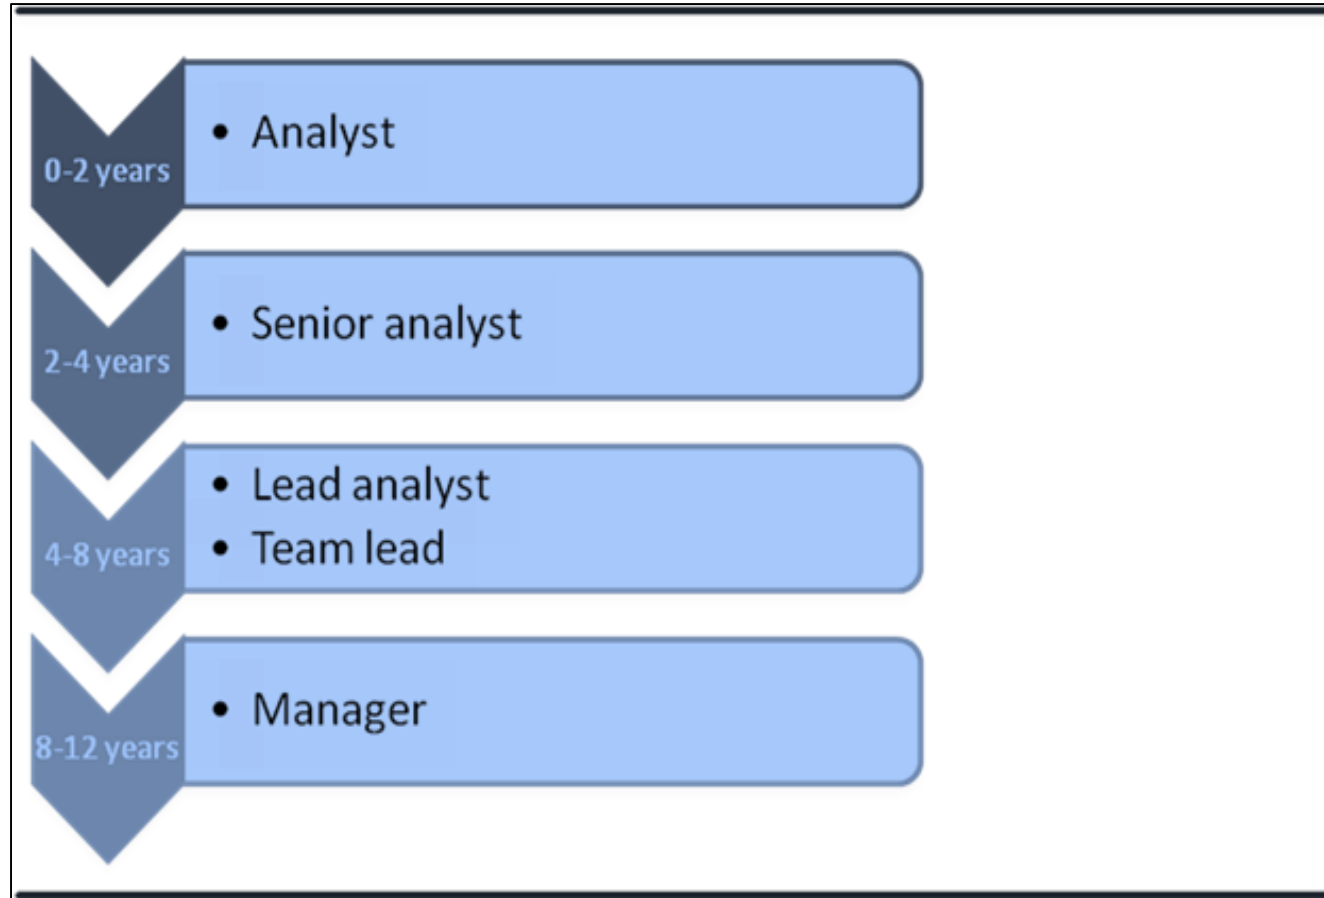 0-2 years
• Analyst
2-4 years
• Senior analyst
4-8 years
• Lead analyst
• Team lead
8-12 years
• Manager